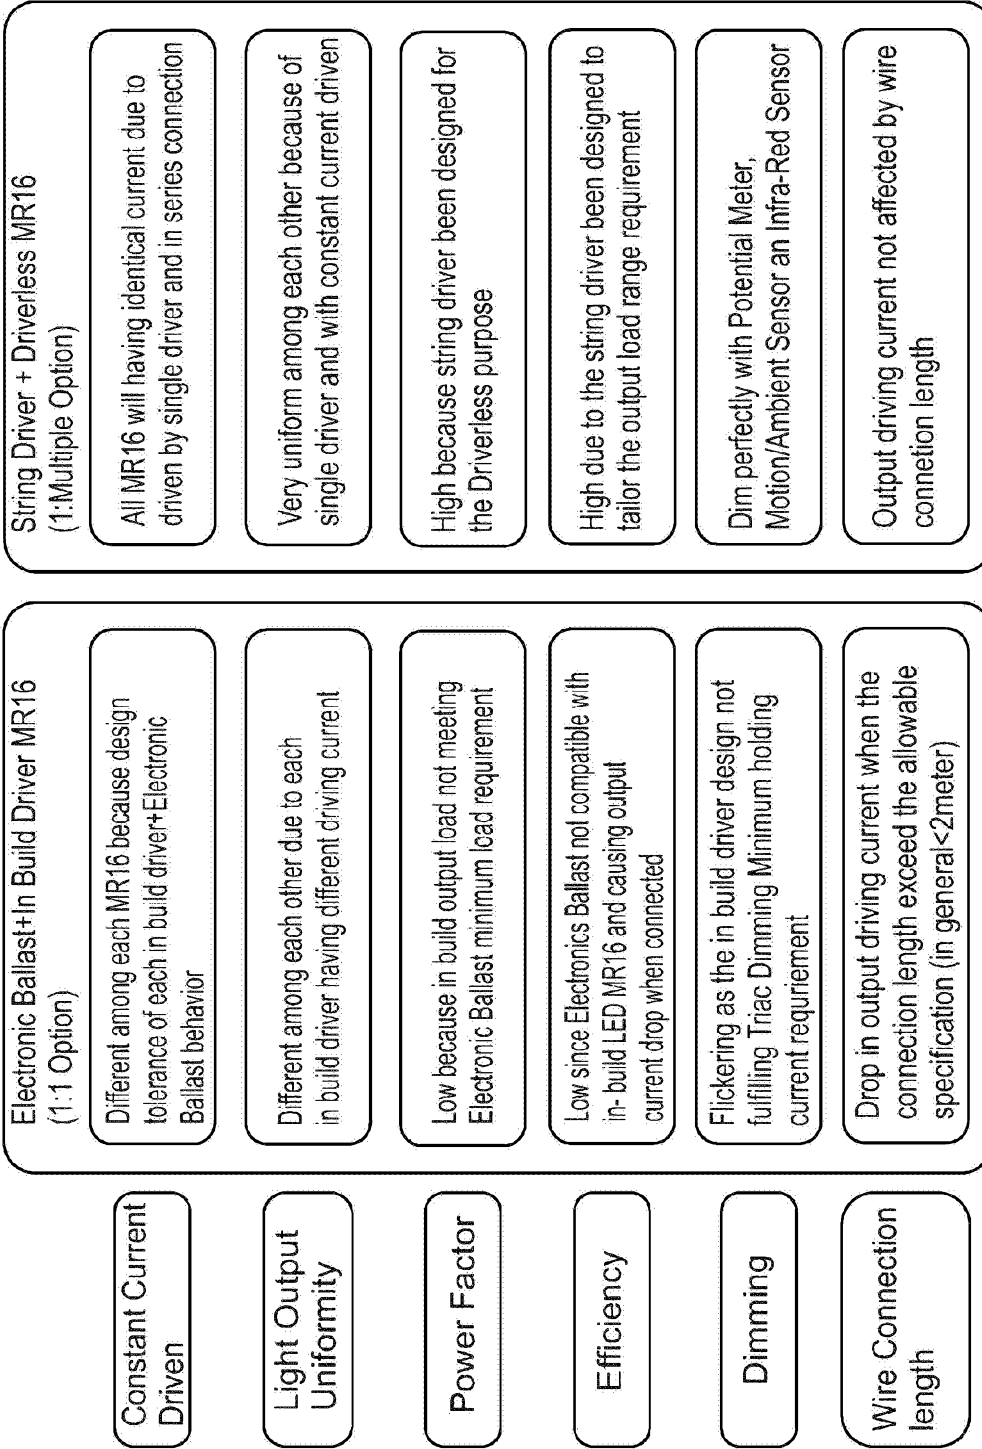 Electronic Ballast+In Build Driver MR16
(1:1 Option)
String Driver + Driverless MR16
(1:Multiple Option)
Constant Current
Driven
Different among each MR16 because design
tolerance of each in build driver+Electronic
Ballast behavior
All MR16 will having identical current due to
driven by single driver and in series connection
Light Output
Uniformity
Different among each other due to each
in build driver having different driving current
Very uniform among each other because of
single driver and with constant current driven
Power Factor
Low because in build output load not meeting
Electronic Ballast minimum load requirement
High because string driver been designed for
the Driverless purpose
Efficiency
Low since Electronics Ballast not compatible with
in- build LED MR16 and causing output
current drop when connected
High due to the string driver been designed to
tailor the output load range requirement
Dimming
Flickering as the in build driver design not
fulfilling Triac Dimming Minimum holding
current requriement
Dim perfectly with Potential Meter,
Motion/Ambient Sensor an Infra-Red Sensor
Wire Connection
length
Drop in output driving current when the
connection length exceed the allowable
specification (in general<2meter)
Output driving current not affected by wire
connetion length